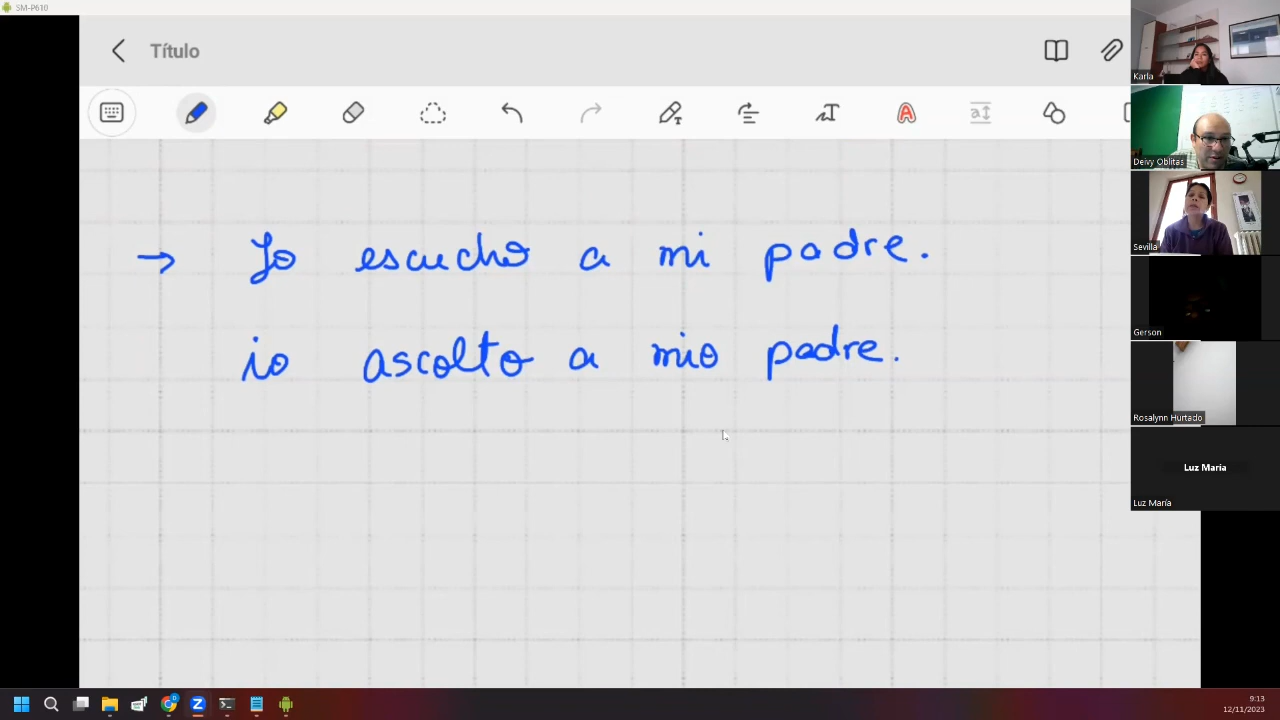 SM-P610
Título
→ Yo escucho a mi padre.
io ascolto a mio padre.
Karla
Deivy Oblitas
Sevilla
Gerson
Rosalynn Hurtado
Luz Maria
Luz María
9:13
12/11/2023